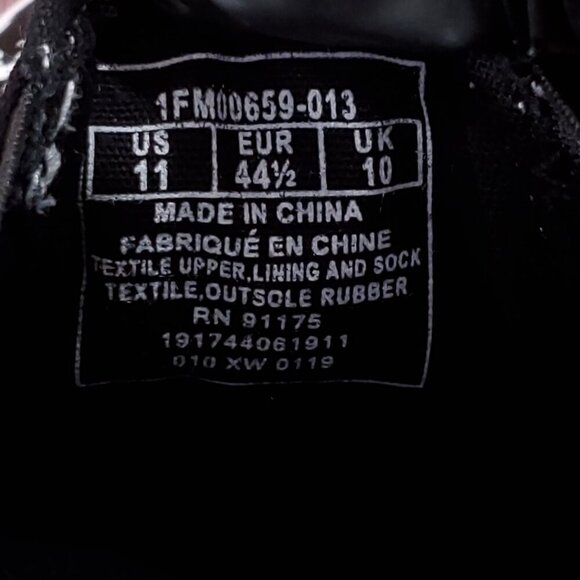 1FM00659-013
US EUR UK
11 44½ 10
MADE IN CHINA
FABRIQUÉ EN CHINE
TEXTILE UPPER,LINING AND SOCK
TEXTILE,OUTSOLE RUBBER
RN 91175
191744061911
010 XW 0119